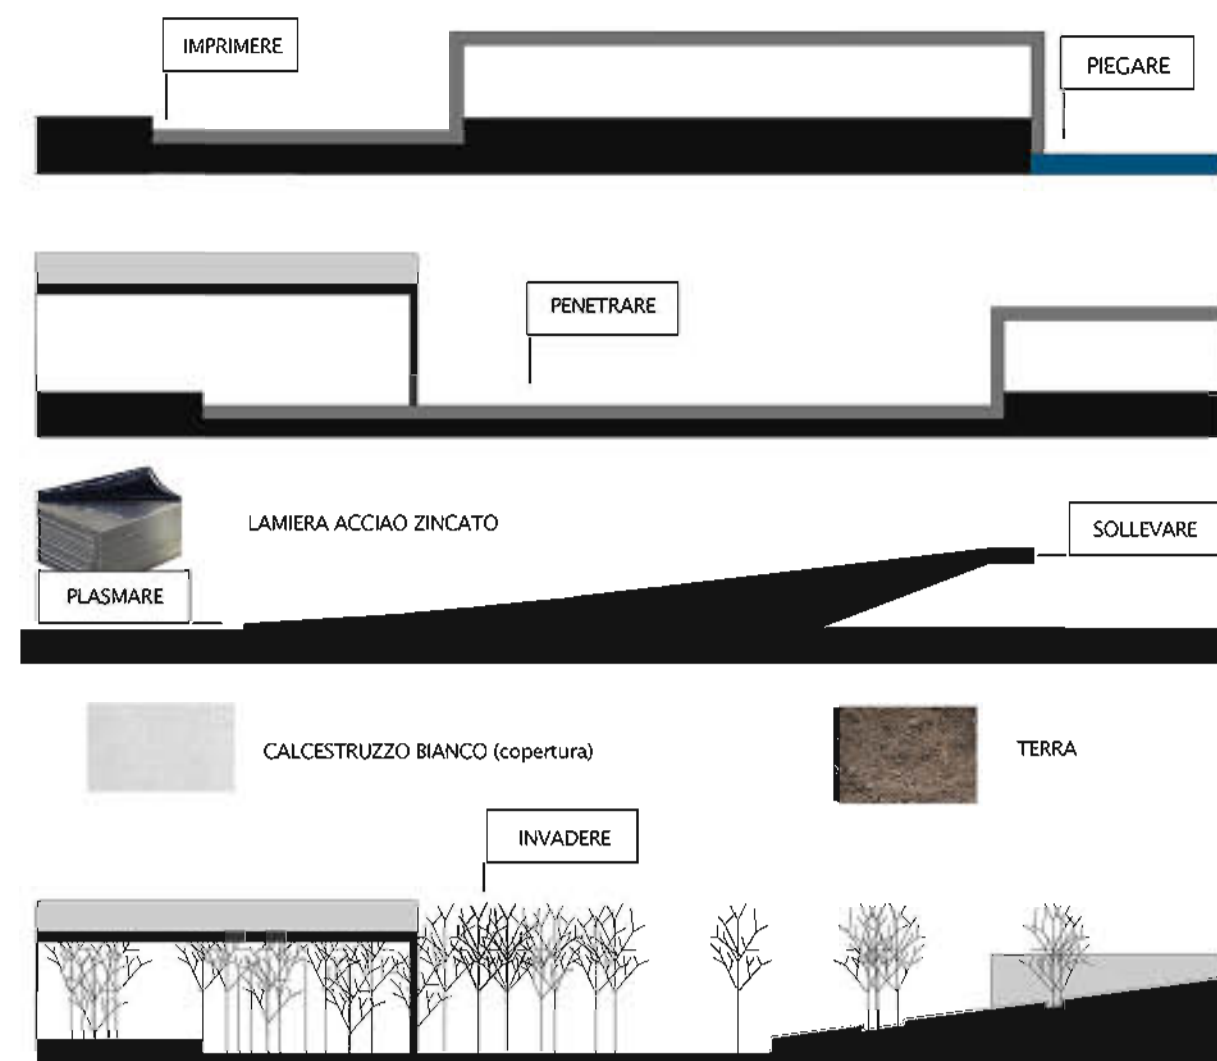 IMPRIMERE
PIEGARE
PENETRARE
LAMIERA ACCIAO ZINCATO
SOLLEVARE
PLASMARE
CALCESTRUZZO BIANCO (copertura)
TERRA
INVADERE